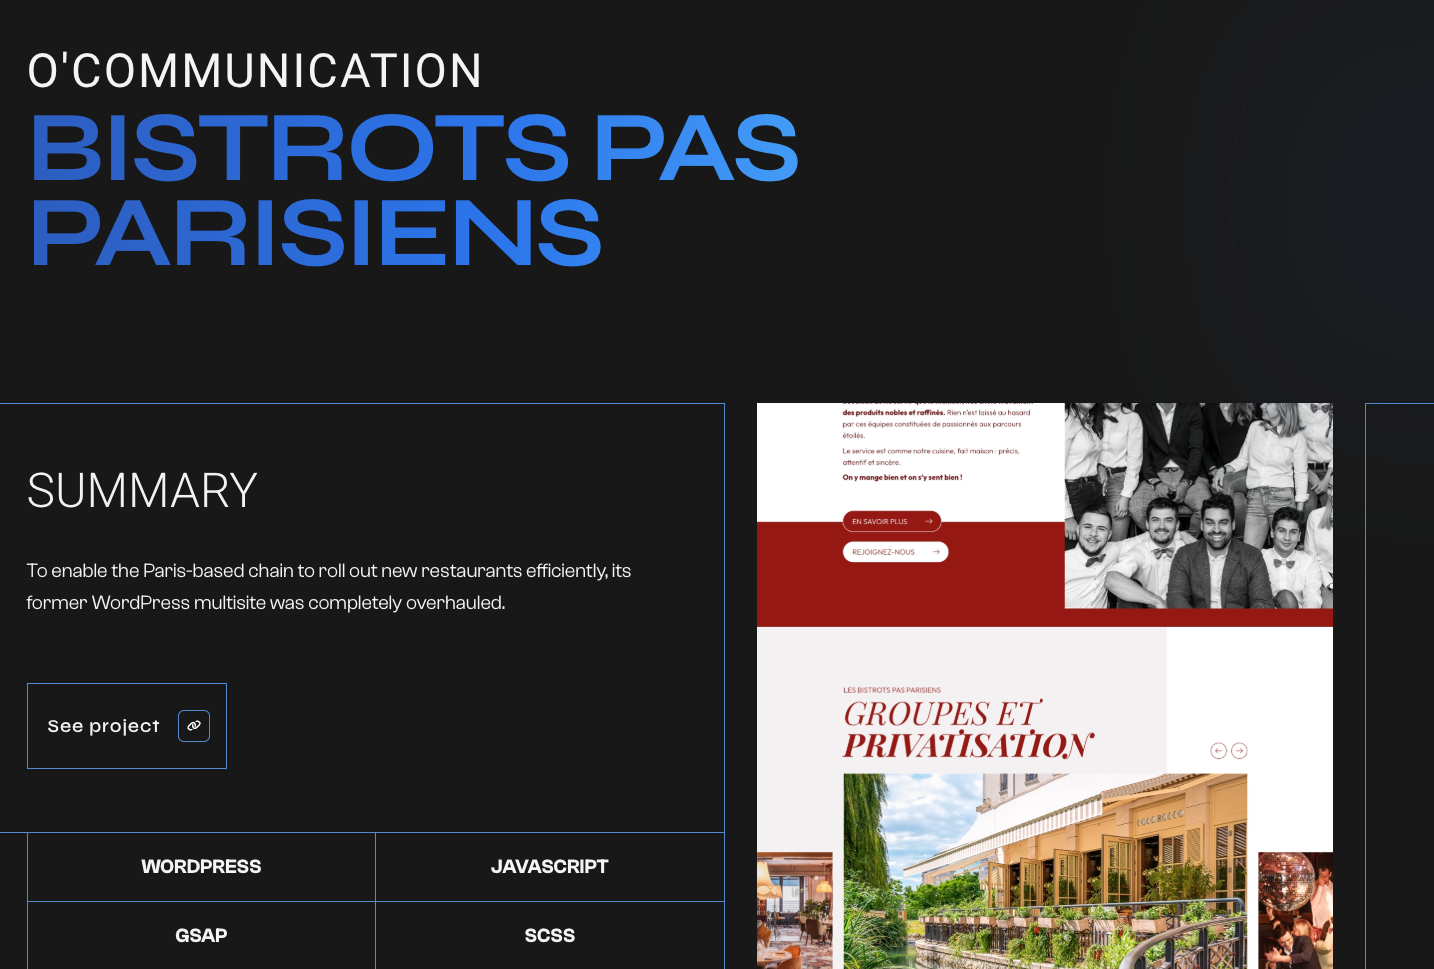 O'COMMUNICATION
BISTROTS PAS
PARISIENS
SUMMARY
To enable the Paris-based chain to roll out new restaurants efficiently, its
former WordPress multisite was completely overhauled.
See project
WORDPRESS
JAVASCRIPT
GSAP
SCSS
des produits nobles et raffinés. Rien n'est laissé au hasard
par ces équipes constituées de passionnés aux parcours
étoilés.
Le service est comme notre cuisine, fait maison : précis,
attentif et sincère.
On y mange bien et on s'y sent bien !
EN SAVOIR PLUS
REJOIGNEZ-NOUS
LES BISTROTS PAS PARISIENS
GROUPES ET
PRIVATISATION